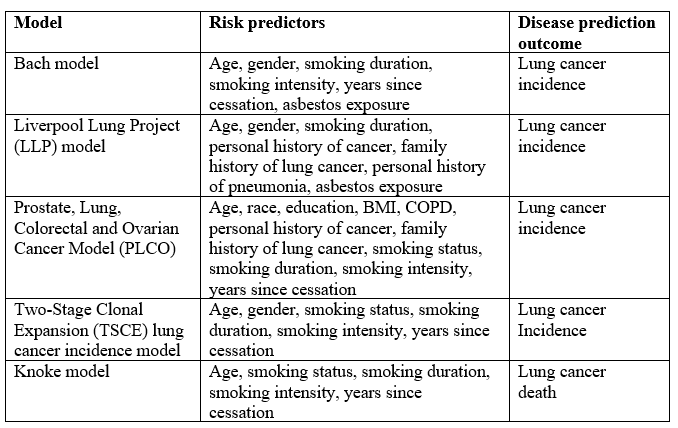 Model
Risk predictors
Disease prediction
outcome
Bach model
Age, gender, smoking duration,
smoking intensity, years since
cessation, asbestos exposure
Lung cancer
incidence
Liverpool Lung Project
(LLP) model
Age, gender, smoking duration,
personal history of cancer, family
history of lung cancer, personal history
of pneumonia, asbestos exposure
Lung cancer
incidence
Prostate, Lung,
Colorectal and Ovarian
Cancer Model (PLCO)
Age, race, education, BMI, COPD,
personal history of cancer, family
history of lung cancer, smoking status,
smoking duration, smoking intensity,
years since cessation
Lung cancer
incidence
Two-Stage Clonal
Expansion (TSCE) lung
cancer incidence model
Age, gender, smoking status, smoking
duration, smoking intensity, years since
cessation
Lung cancer
Incidence
Knoke model
Age, smoking status, smoking duration,
smoking intensity, years since
cessation
Lung cancer
death